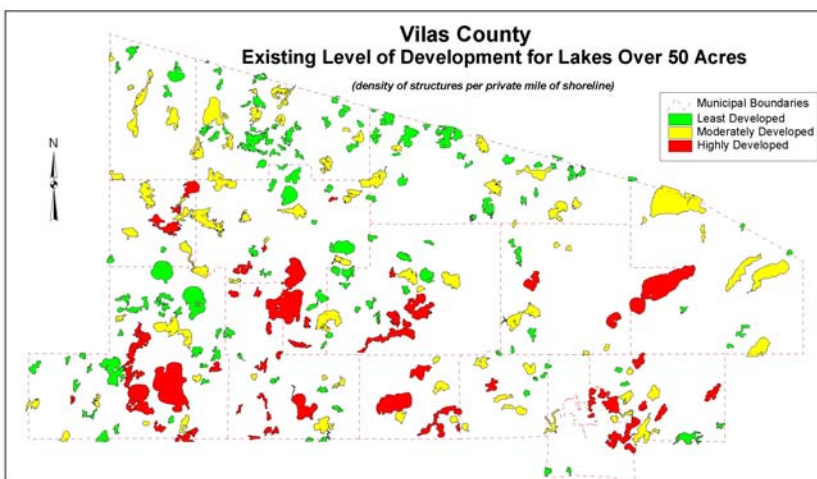 Vilas County
Existing Level of Development for Lakes Over 50 Acres
(density of structures per private mile of shoreline)
Municipal Boundaries
Least Developed
Moderately Developed
Highly Developed
N